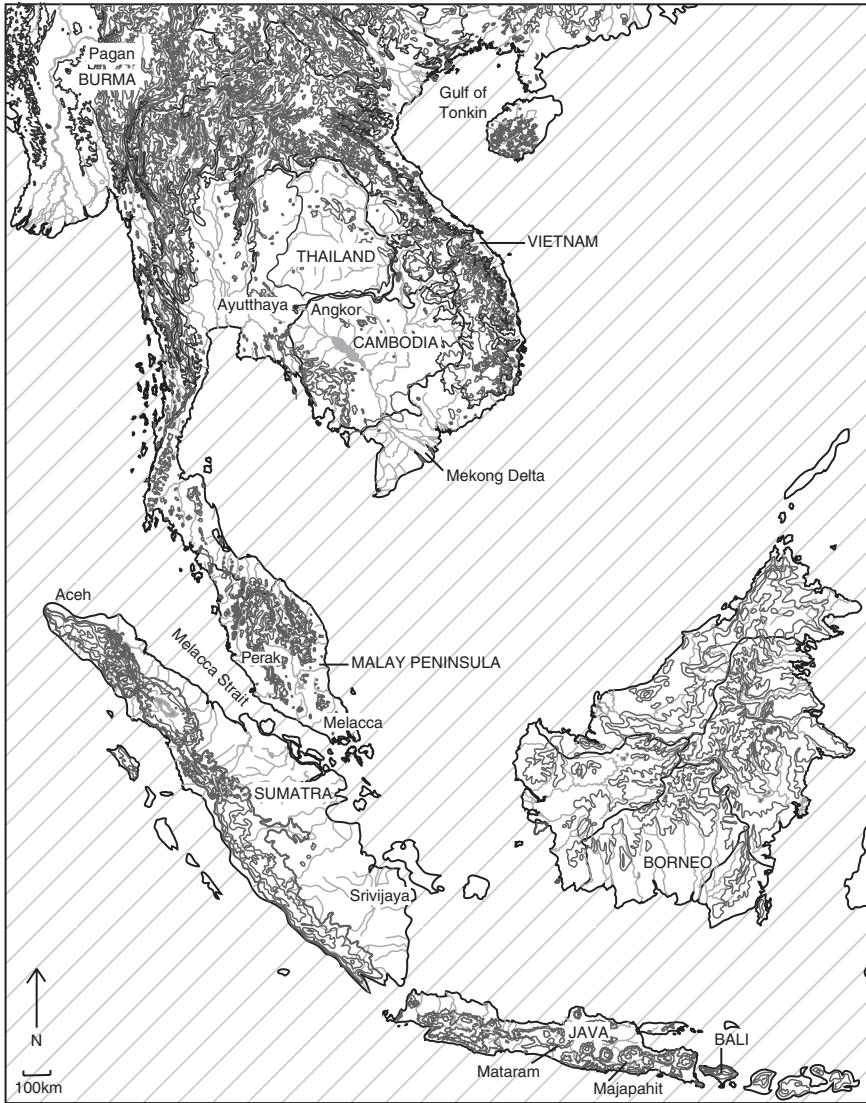 Pagan
BURMA
Gulf of
Tonkin
VIETNAM
THAILAND
Ayutthaya
Angkor
CAMBODIA
Mekong Delta
Aceh
Melacca Strait
Perak
MALAY PENINSULA
Melacca
SUMATRA
BORNEO
Srivijaya
N
100km
JAVA
BALI
Mataram
Majapahit